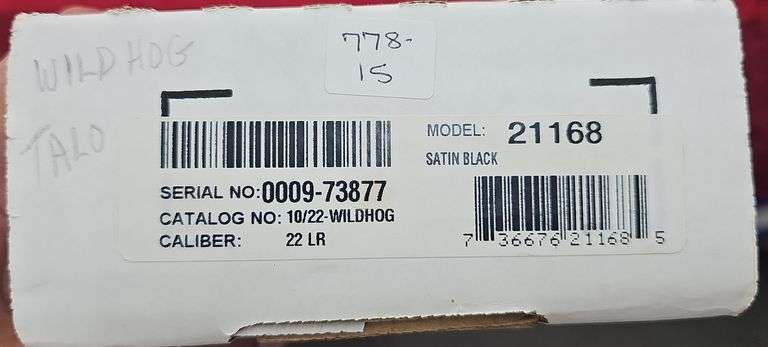 WILD HOG
TALO
778-
15
MODEL: 21168
SATIN BLACK
SERIAL NO: 0009-73877
CATALOG NO: 10/22-WILDHOG
CALIBER: 22 LR
7 36676 21168 5